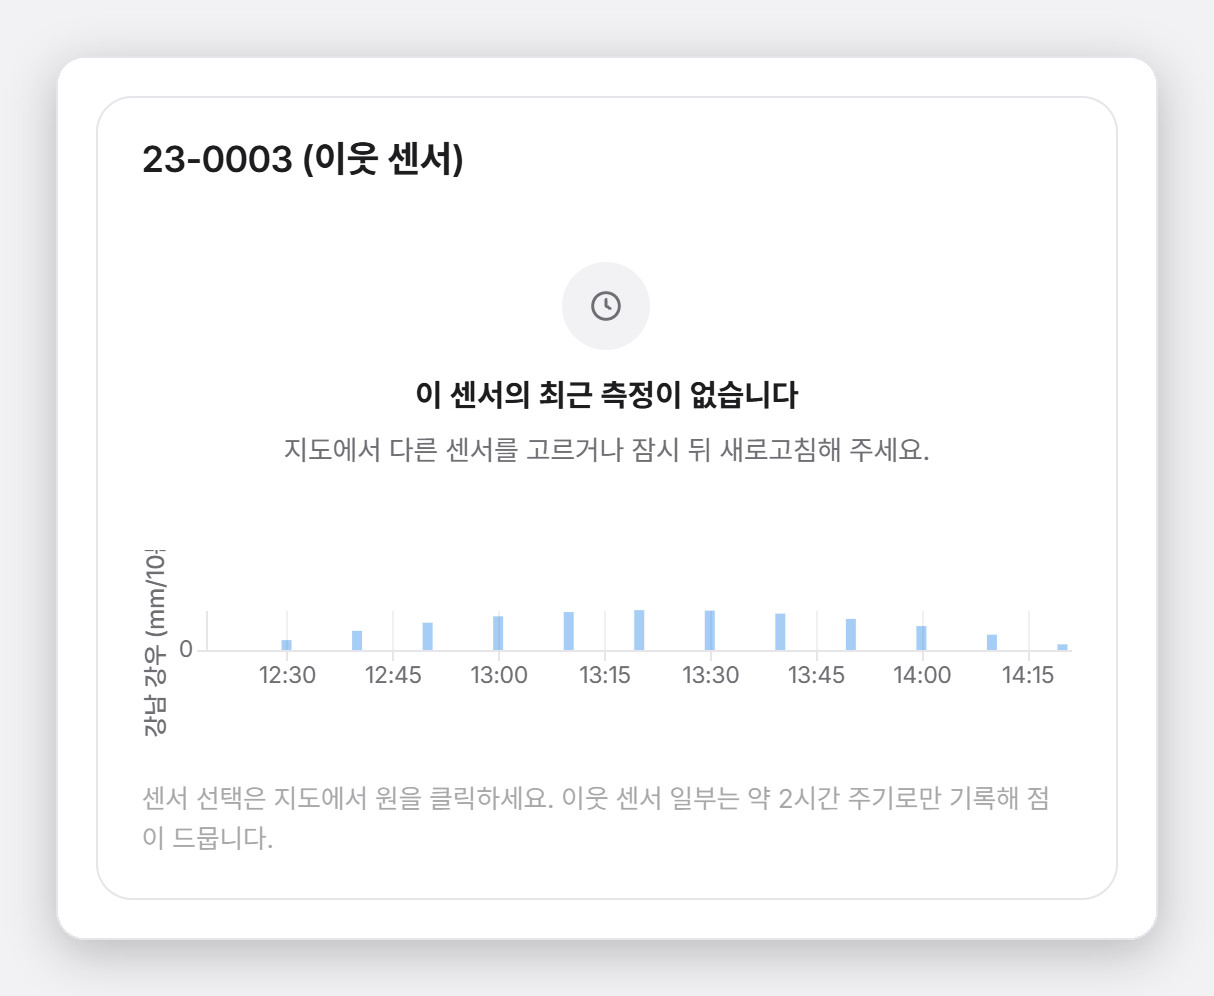 23-0003 (이웃 센서)
이 센서의 최근 측정이 없습니다
지도에서 다른 센서를 고르거나 잠시 뒤 새로고침해 주세요.
강남 강우 (mm/10
0
12:30 12:45 13:00 13:15 13:30 13:45 14:00 14:15
센서 선택은 지도에서 원을 클릭하세요. 이웃 센서 일부는 약 2시간 주기로만 기록해 점
이 드뭅니다.